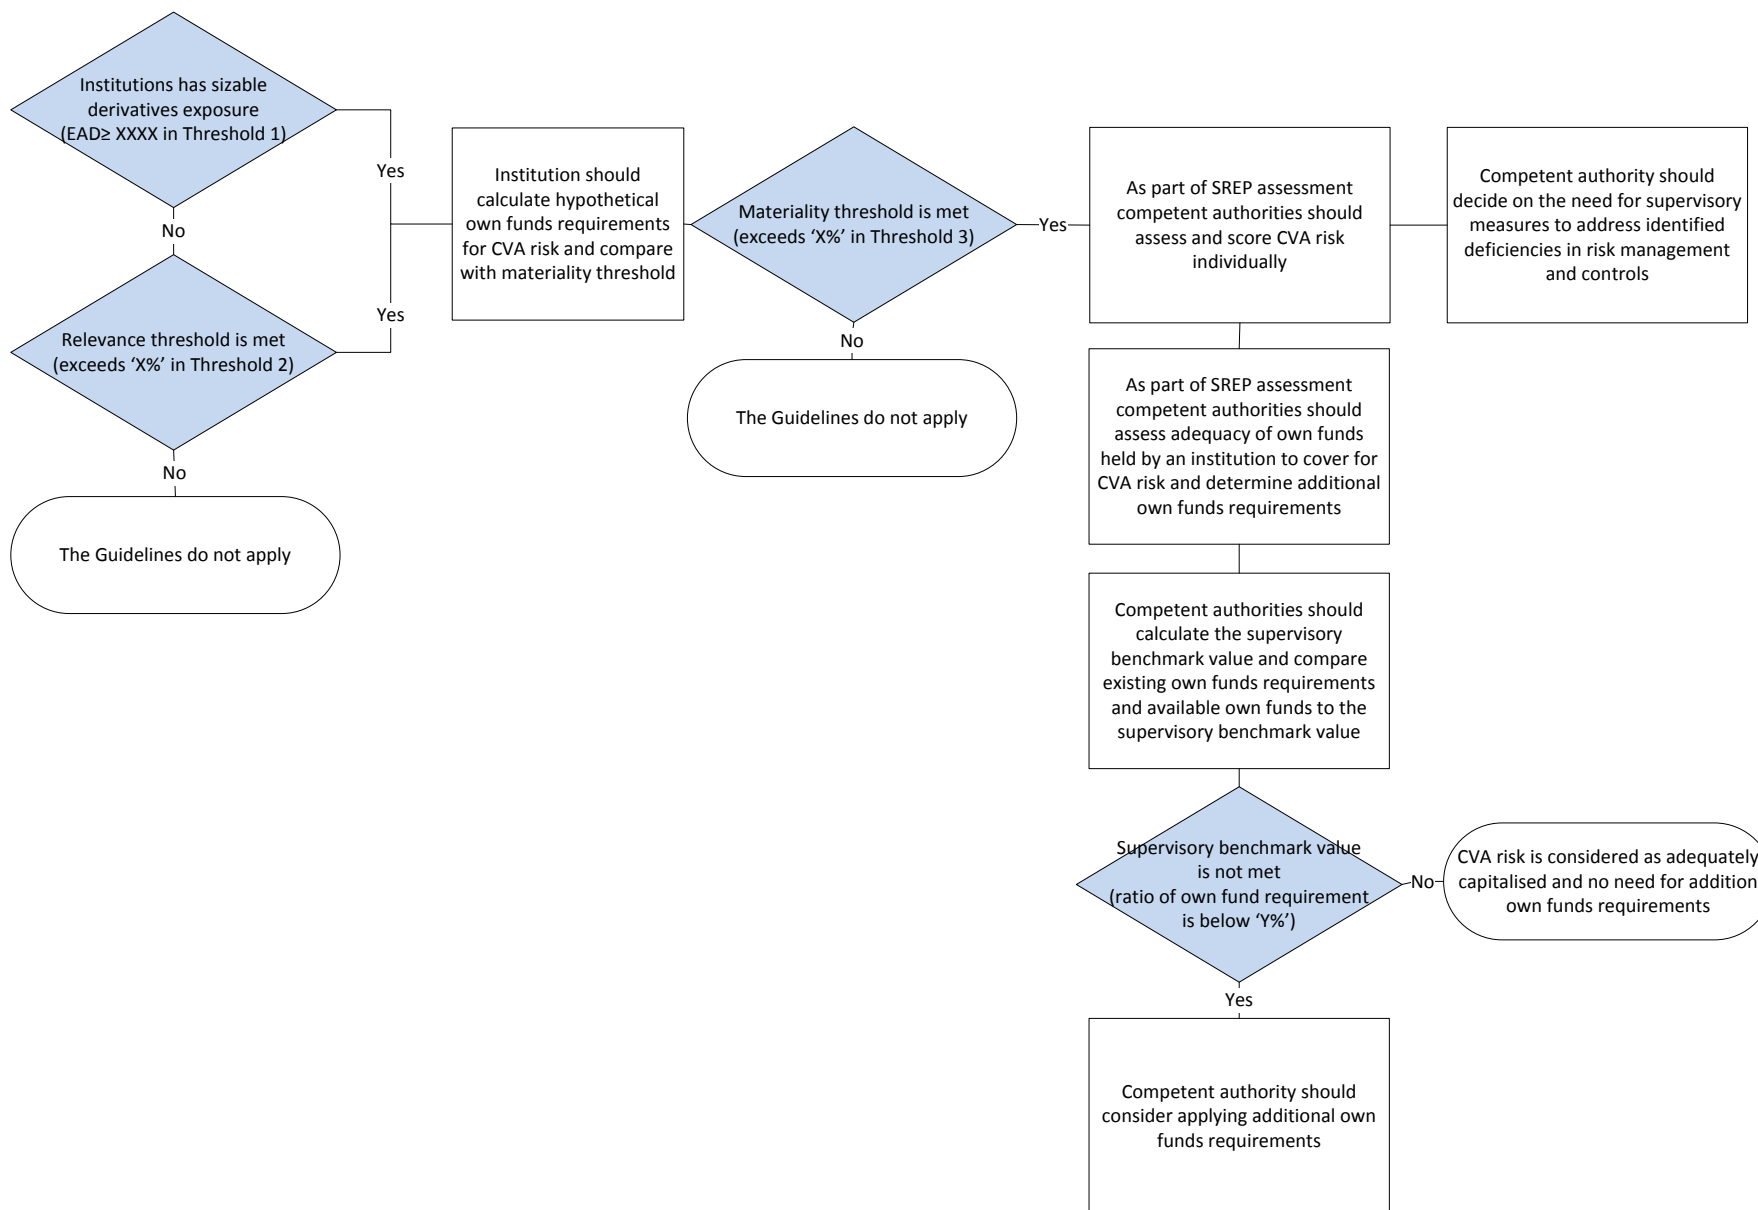 Institutions has sizable
derivatives exposure
(EAD≥ XXXX in Threshold 1)
Yes
No
Relevance threshold is met
(exceeds ‘X%’ in Threshold 2)
Yes
No
The Guidelines do not apply
Institution should
calculate hypothetical
own funds requirements
for CVA risk and compare
with materiality threshold
Materiality threshold is met
(exceeds ‘X%’ in Threshold 3)
Yes
No
The Guidelines do not apply
As part of SREP assessment
competent authorities should
assess and score CVA risk
individually
Competent authority should
decide on the need for supervisory
measures to address identified
deficiencies in risk management
and controls
As part of SREP assessment
competent authorities should
assess adequacy of own funds
held by an institution to cover for
CVA risk and determine additional
own funds requirements
Competent authorities should
calculate the supervisory
benchmark value and compare
existing own funds requirements
and available own funds to the
supervisory benchmark value
Supervisory benchmark value
is not met
(ratio of own fund requirement
is below ‘Y%’)
No
CVA risk is considered as adequately
capitalised and no need for addition
own funds requirements
Yes
Competent authority should
consider applying additional own
funds requirements